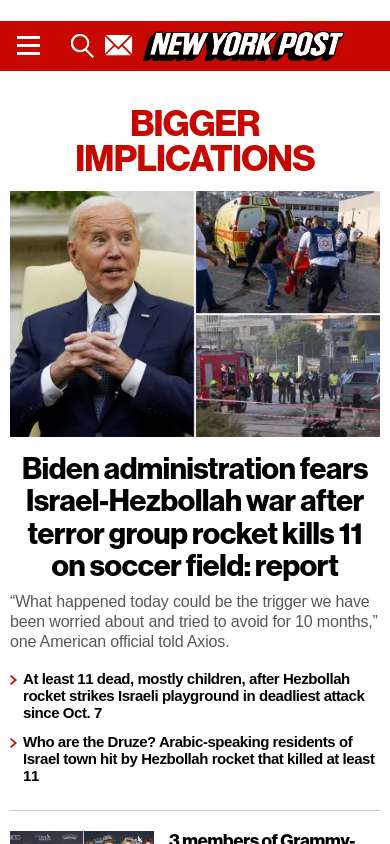 NEW YORK POST
BIGGER
IMPLICATIONS
Biden administration fears
Israel-Hezbollah war after
terror group rocket kills 11
on soccer field: report
“What happened today could be the trigger we have
been worried about and tried to avoid for 10 months,”
one American official told Axios.
At least 11 dead, mostly children, after Hezbollah
rocket strikes Israeli playground in deadliest attack
since Oct. 7
Who are the Druze? Arabic-speaking residents of
Israel town hit by Hezbollah rocket that killed at least
11
3 members of Grammy-